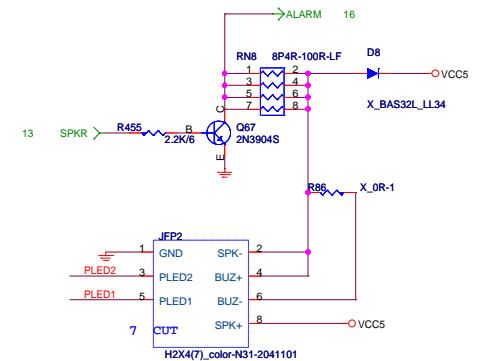 ALARM 16
RN8 8P4R-100R-LF
D8
1 2
3 4
5 6
7 8
VCC5
X_BAS32L_LL34
C
13 SPKR
R455
B
2.2K/6
Q67
2N3904S
E
R86 X_0R-1
JFP2
1 GND SPK- 2
PLED2 3 PLED2 BUZ+ 4
PLED1 5 PLED1 BUZ- 6
7 CUT SPK+ 8 VCC5
H2X4(7)_color-N31-2041101